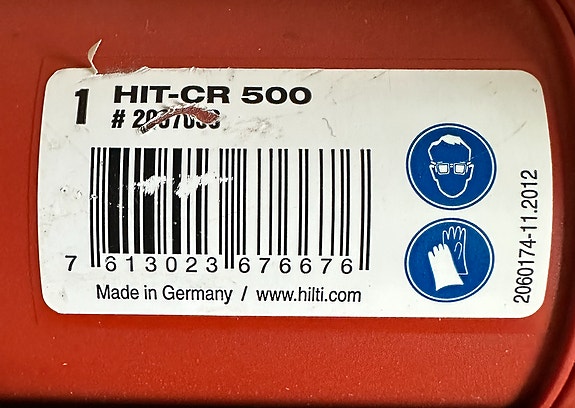 1 HIT-CR 500
#
7 613023 676676
Made in Germany / www.hilti.com
2060174-11.2012